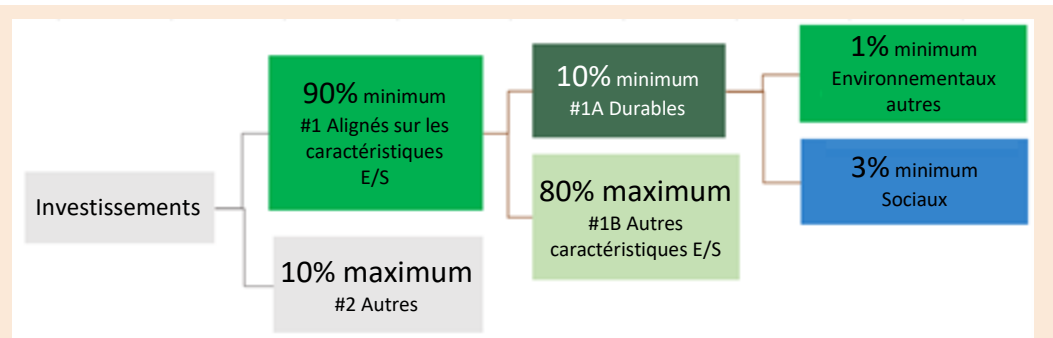 Investissements
90% minimum
#1 Alignés sur les
caractéristiques
E/S
10% maximum
#2 Autres
10% minimum
#1A Durables
80% maximum
#1B Autres
caractéristiques E/S
1% minimum
Environnementaux
autres
3% minimum
Sociaux